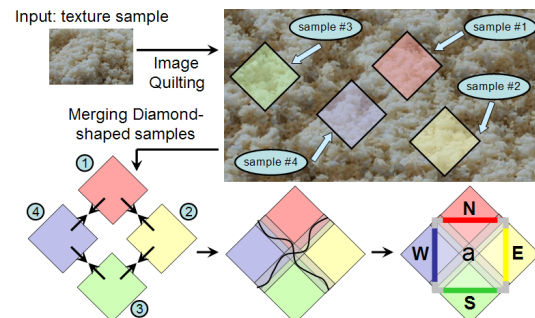 Input: texture sample
Image
Quilting
sample #3
sample #1
sample #2
sample #4
Merging Diamond-
shaped samples
1
4
2
3
N
W
a
E
S